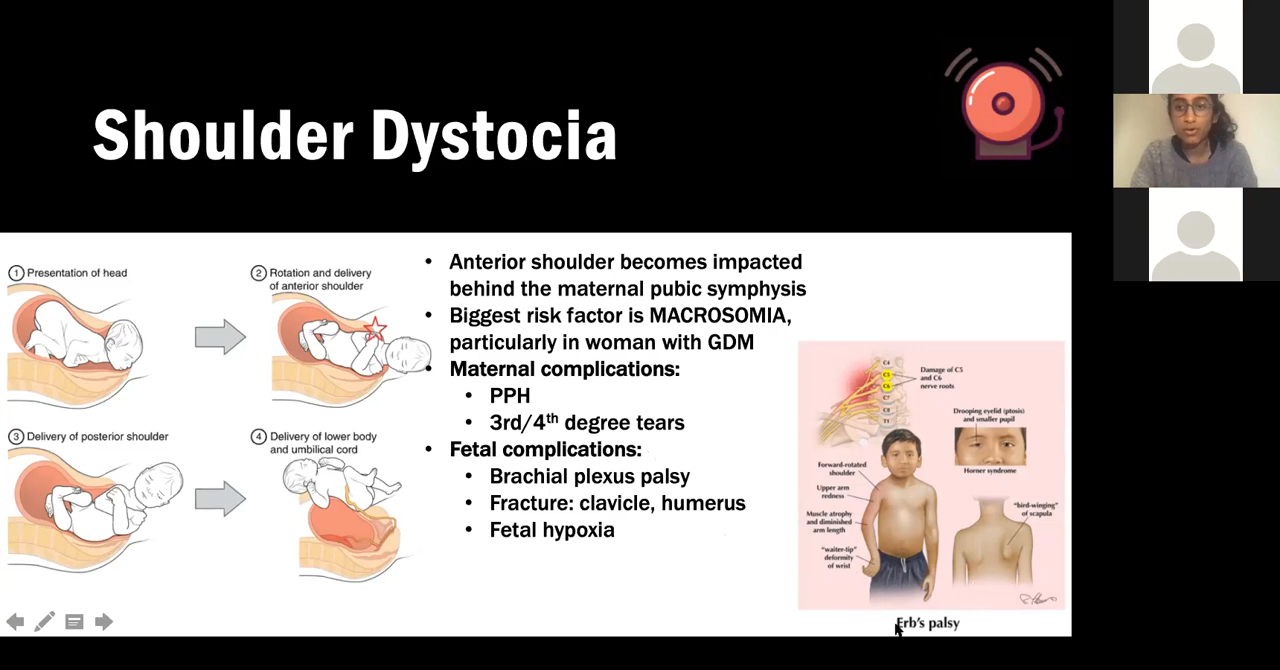 Shoulder Dystocia
1 Presentation of head
2 Rotation and delivery
of anterior shoulder
3 Delivery of posterior shoulder
4 Delivery of lower body
and umbilical cord
• Anterior shoulder becomes impacted
behind the maternal pubic symphysis
• Biggest risk factor is MACROSOMIA,
particularly in woman with GDM
• Maternal complications:
• PPH
• 3rd/4th degree tears
• Fetal complications:
• Brachial plexus palsy
• Fracture: clavicle, humerus
• Fetal hypoxia
C4
C5
C6
C7
C8
T1
Damage of C5
and C6
nerve roots
Drooping eyelid (ptosis)
and smaller pupil
Horner syndrome
Forward-rotated
shoulder
Upper arm
redness
Muscle atrophy
and diminished
arm length
"waiter-tip"
deformity
of wrist
"bird-winging"
of scapula
Erb's palsy